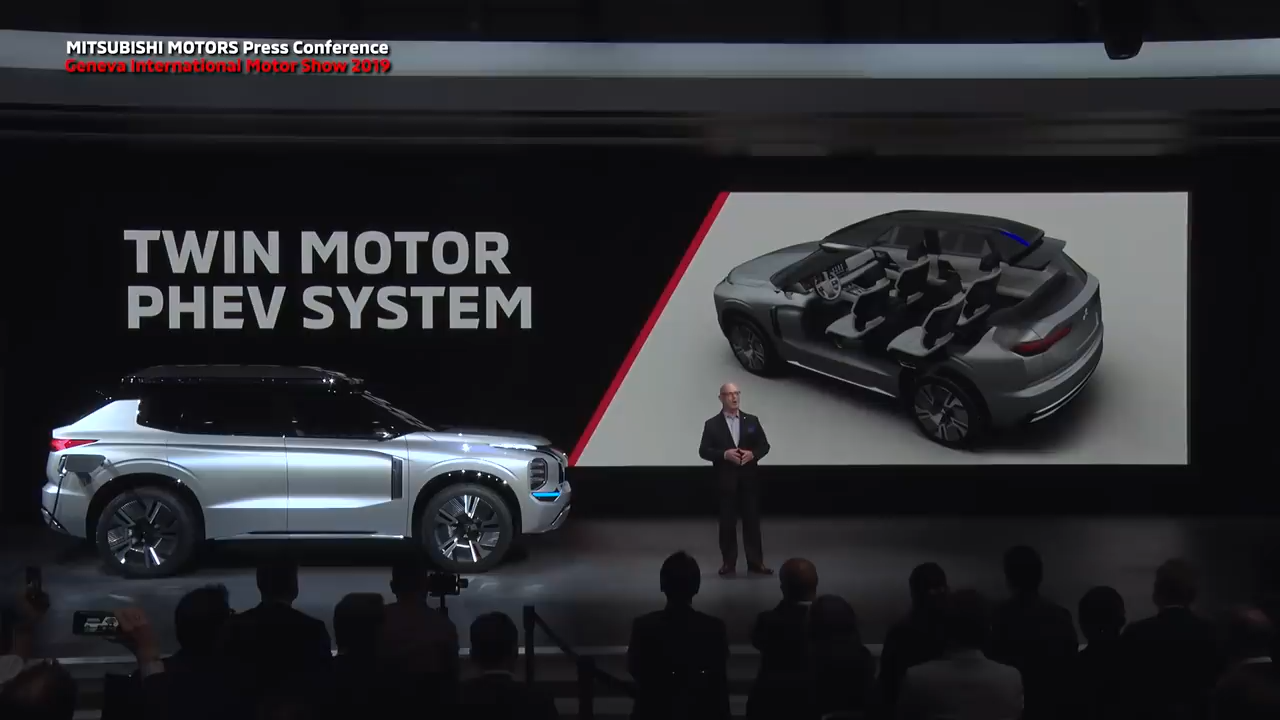 MITSUBISHI MOTORS Press Conference
Geneva International Motor Show 2019
TWIN MOTOR
PHEV SYSTEM